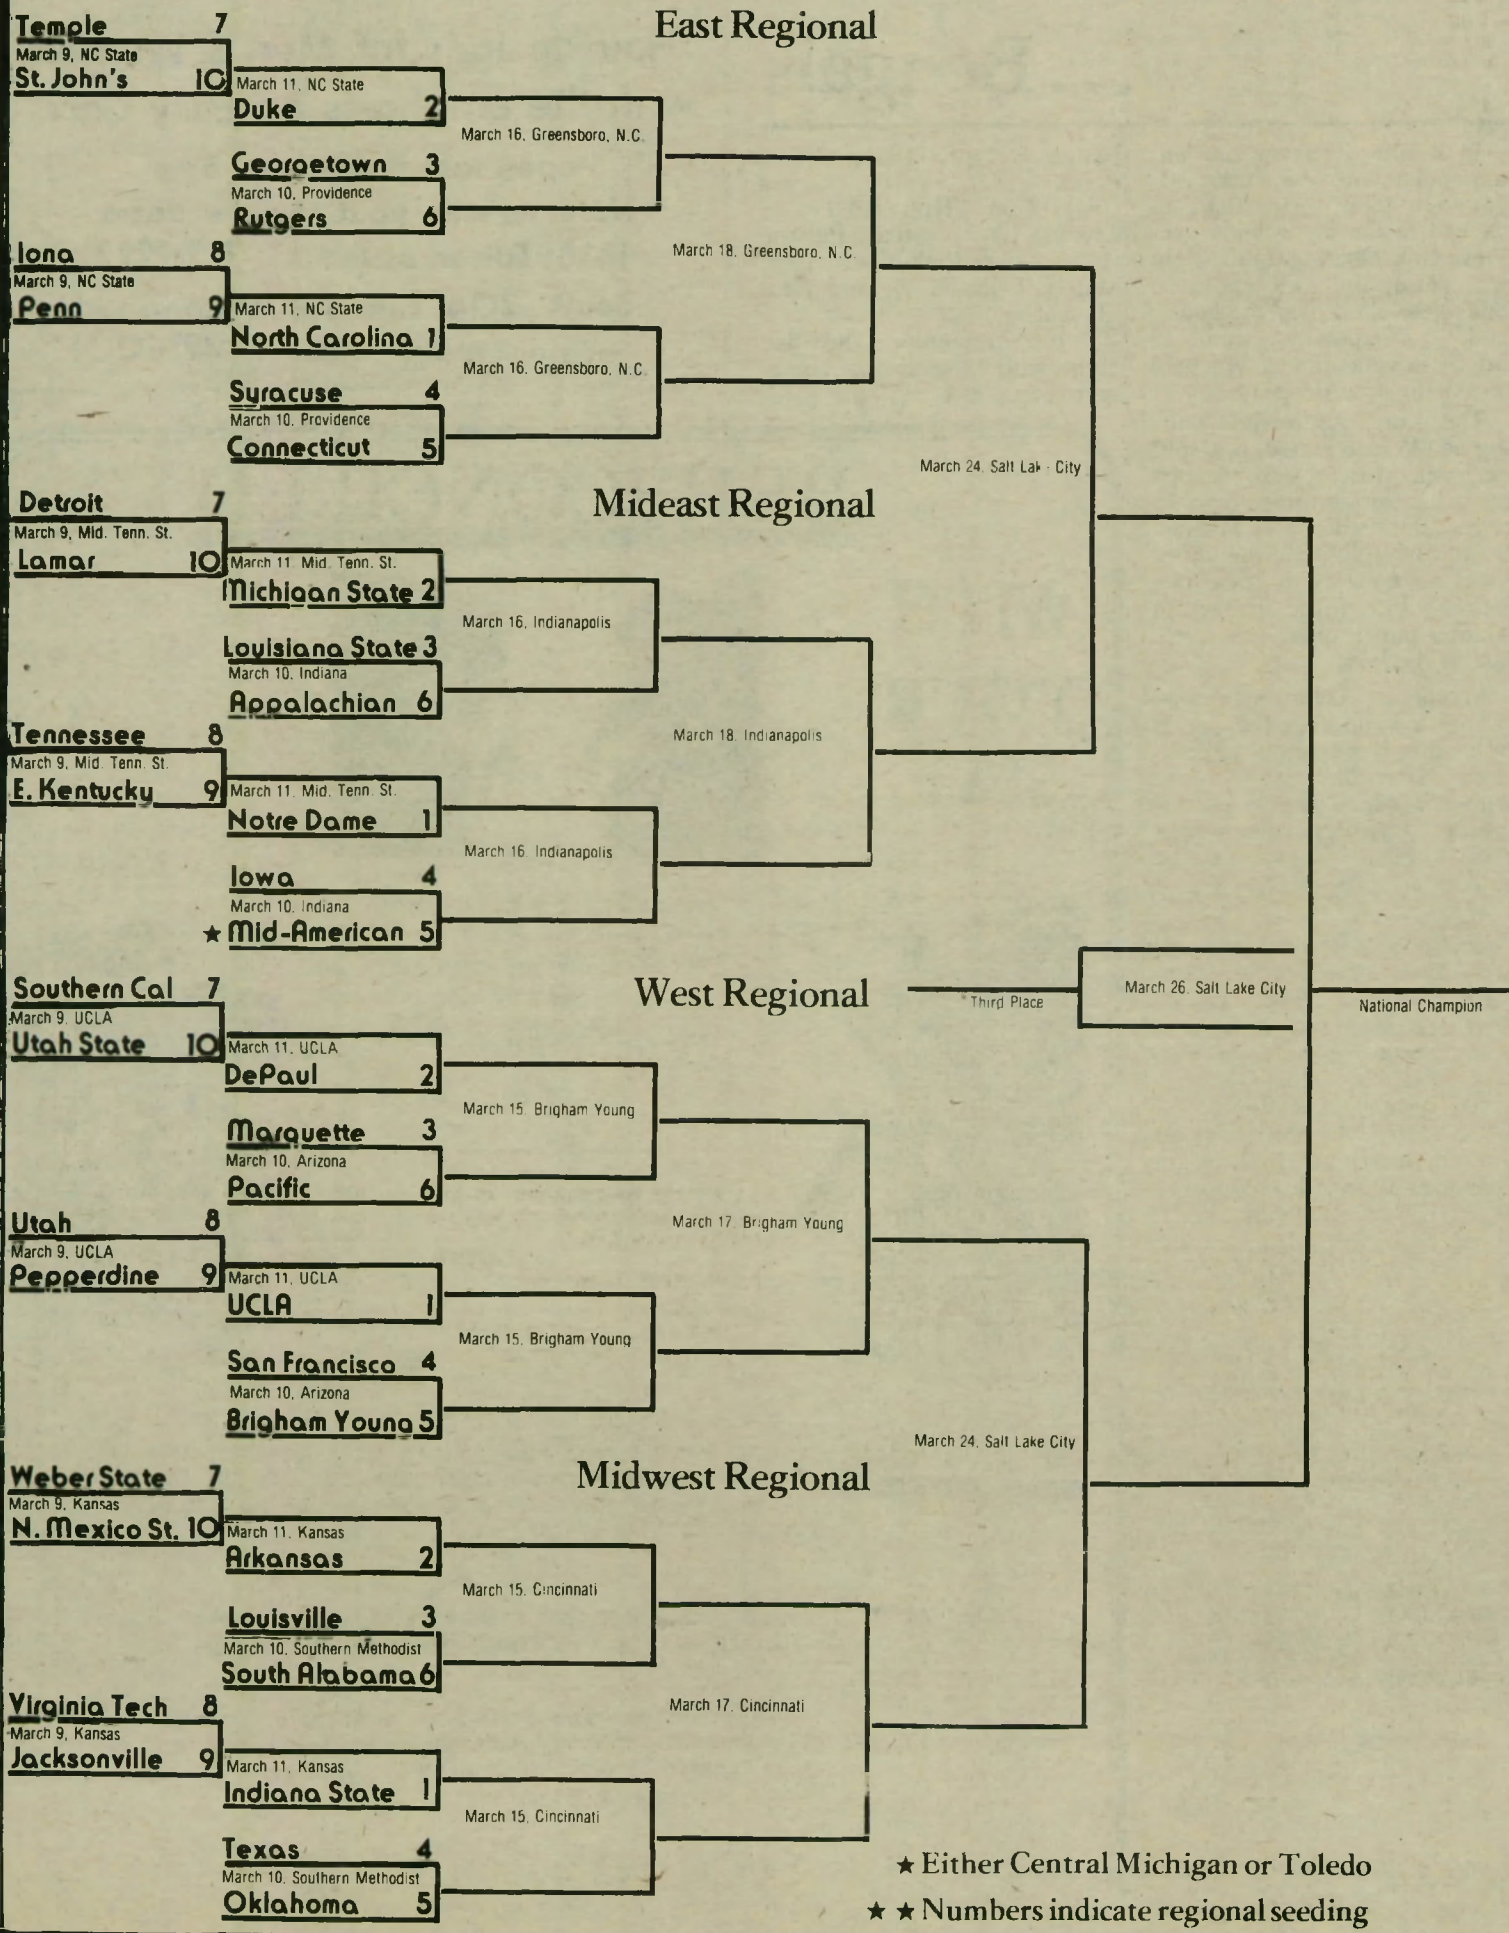 East Regional
Temple 7
March 9, NC State
St. John's 10
March 11, NC State
Duke 2
March 16, Greensboro, N.C.
Georgetown 3
March 10, Providence
Rutgers 6
March 18, Greensboro, N.C.
Iona 8
March 9, NC State
Penn 9
March 11, NC State
North Carolina 1
March 16, Greensboro, N.C.
Syracuse 4
March 10, Providence
Connecticut 5
March 24, Salt Lak City
Mideast Regional
Detroit 7
March 9, Mid. Tenn. St.
Lamar 10
March 11 Mid. Tenn. St.
Michigan State 2
March 16, Indianapolis
Louisiana State 3
March 10, Indiana
Appalachian 6
March 18, Indianapolis
Tennessee 8
March 9, Mid. Tenn. St.
E. Kentucky 9
March 11, Mid. Tenn. St.
Notre Dame 1
March 16, Indianapolis
Iowa 4
March 10, Indiana
★ Mid-American 5
West Regional
Third Place
March 26, Salt Lake City
National Champion
Southern Cal 7
March 9, UCLA
Utah State 10
March 11, UCLA
DePaul 2
March 15, Brigham Young
Marquette 3
March 10, Arizona
Pacific 6
March 17, Brigham Young
Utah 8
March 9, UCLA
Pepperdine 9
March 11, UCLA
UCLA 1
March 15, Brigham Young
San Francisco 4
March 10, Arizona
Brigham Young 5
March 24, Salt Lake City
Midwest Regional
Weber State 7
March 9, Kansas
N. Mexico St. 10
March 11, Kansas
Arkansas 2
March 15, Cincinnati
Louisville 3
March 10, Southern Methodist
South Alabama 6
March 17, Cincinnati
Virginia Tech 8
March 9, Kansas
Jacksonville 9
March 11, Kansas
Indiana State 1
March 15, Cincinnati
Texas 4
March 10, Southern Methodist
Oklahoma 5
★ Either Central Michigan or Toledo
★ ★ Numbers indicate regional seeding